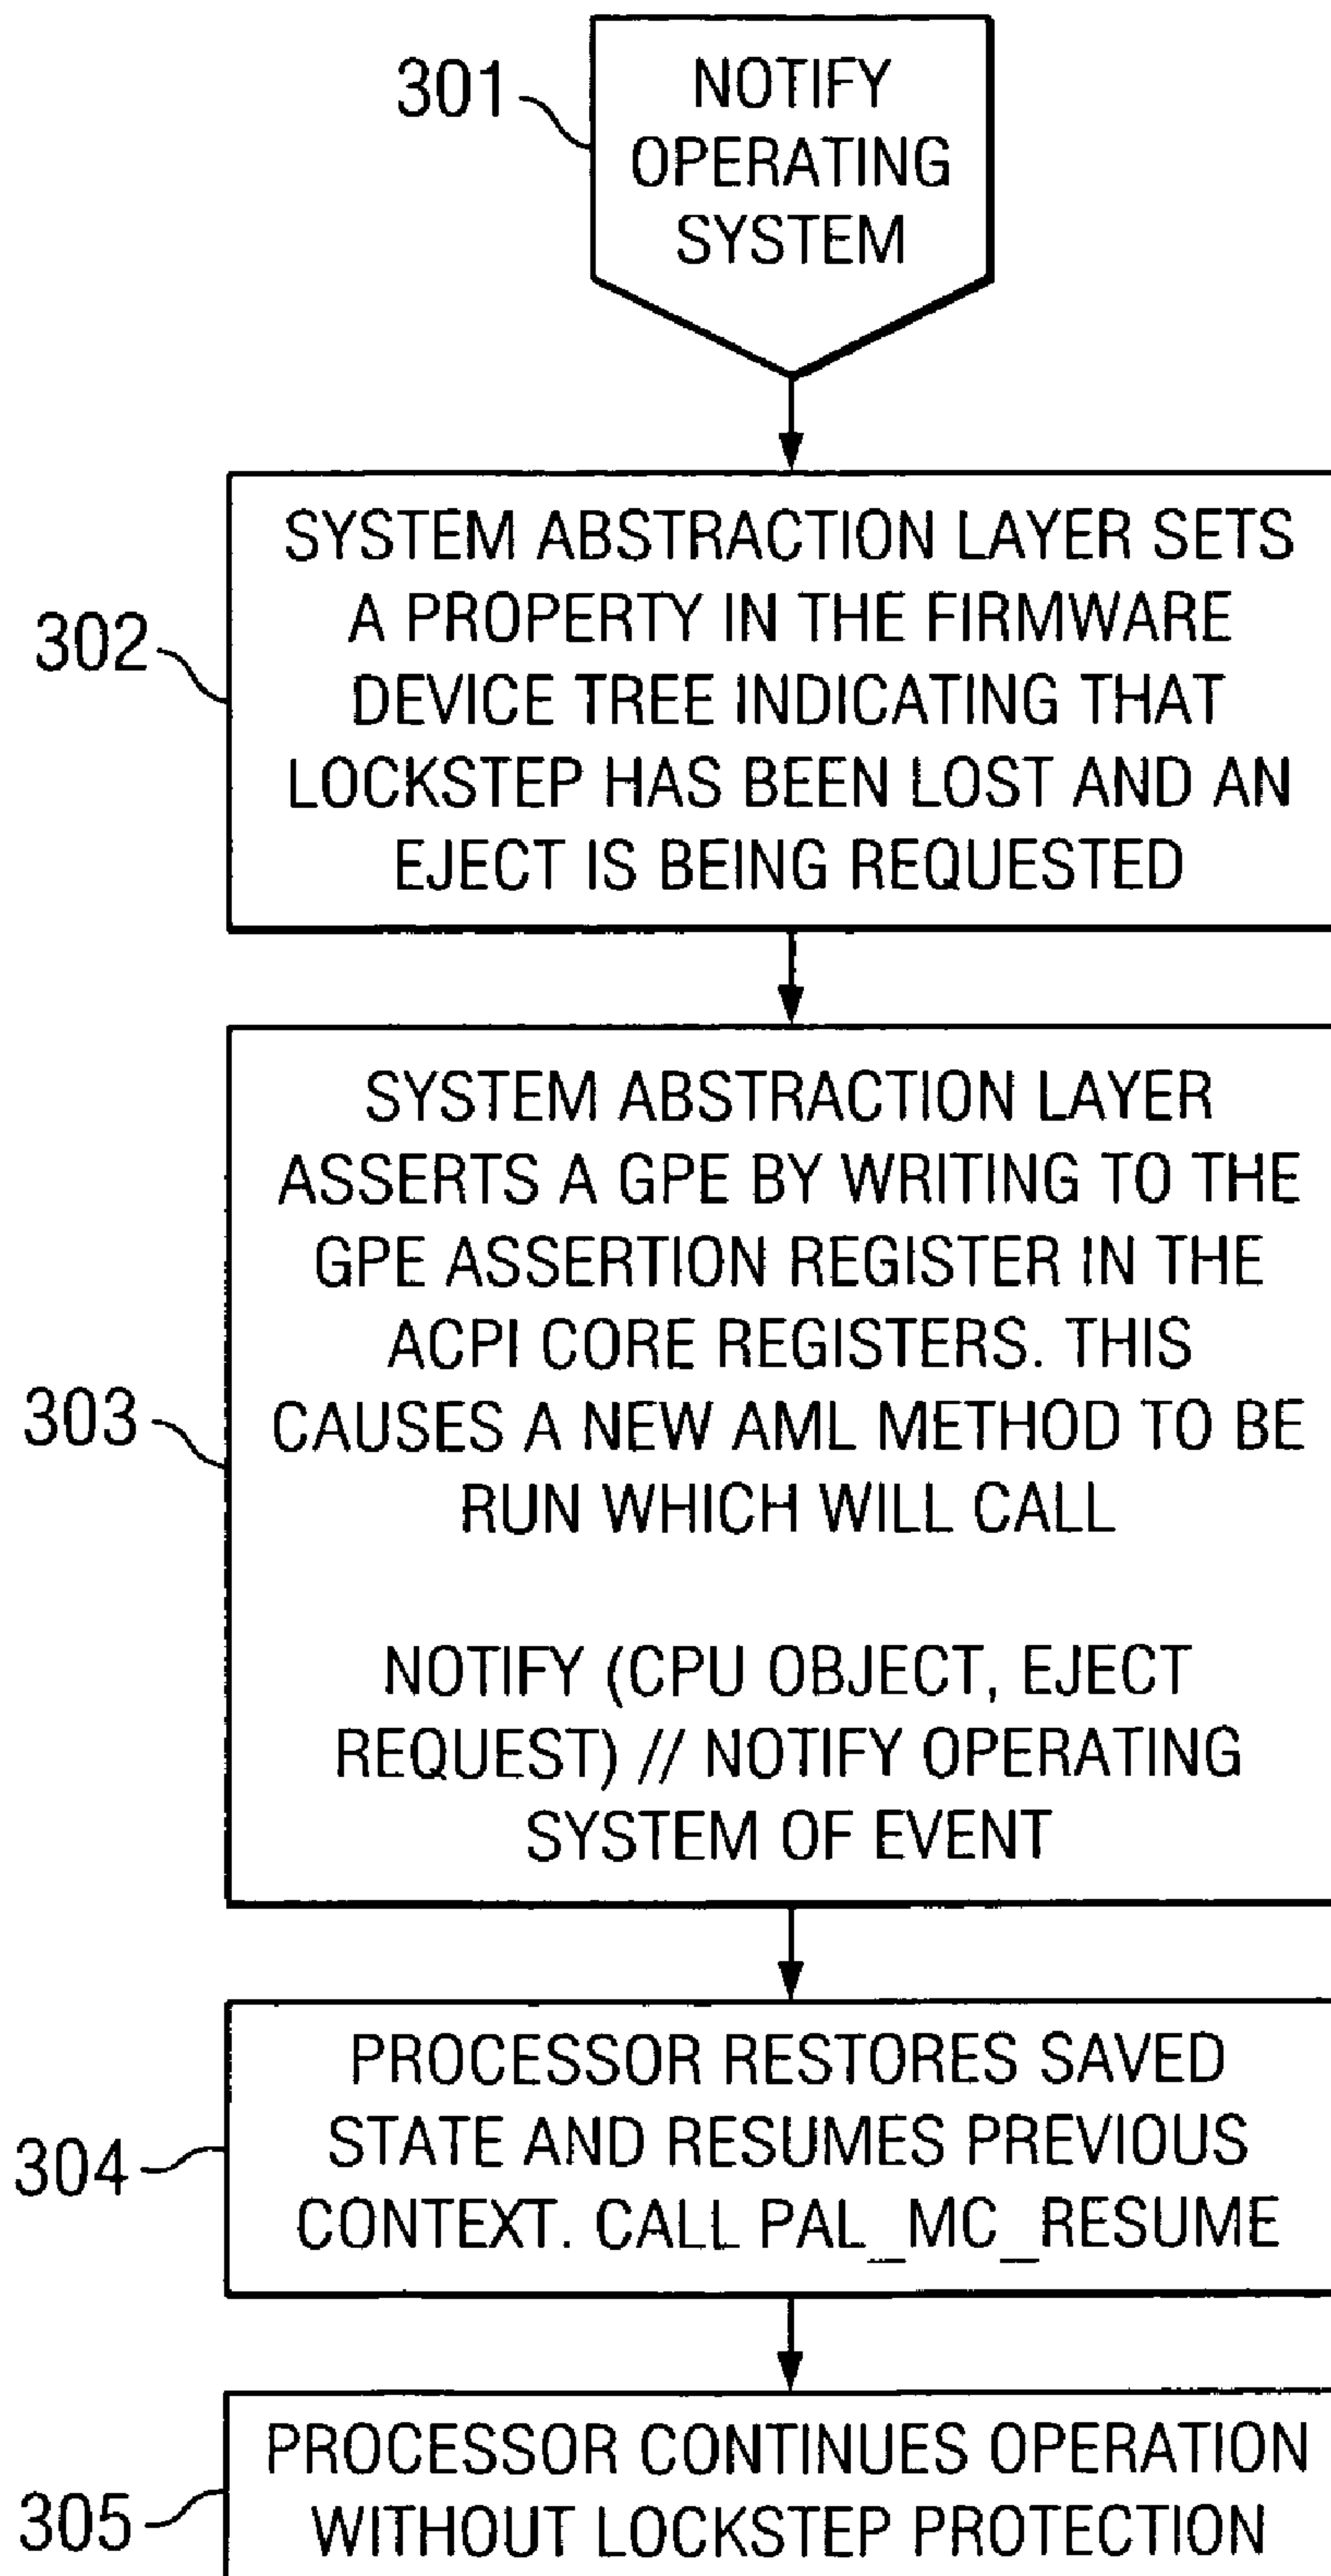 301
NOTIFY
OPERATING
SYSTEM
302
SYSTEM ABSTRACTION LAYER SETS
A PROPERTY IN THE FIRMWARE
DEVICE TREE INDICATING THAT
LOCKSTEP HAS BEEN LOST AND AN
EJECT IS BEING REQUESTED
303
SYSTEM ABSTRACTION LAYER
ASSERTS A GPE BY WRITING TO THE
GPE ASSERTION REGISTER IN THE
ACPI CORE REGISTERS. THIS
CAUSES A NEW AML METHOD TO BE
RUN WHICH WILL CALL
NOTIFY (CPU OBJECT, EJECT
REQUEST) // NOTIFY OPERATING
SYSTEM OF EVENT
304
PROCESSOR RESTORES SAVED
STATE AND RESUMES PREVIOUS
CONTEXT. CALL PAL_MC_RESUME
305
PROCESSOR CONTINUES OPERATION
WITHOUT LOCKSTEP PROTECTION